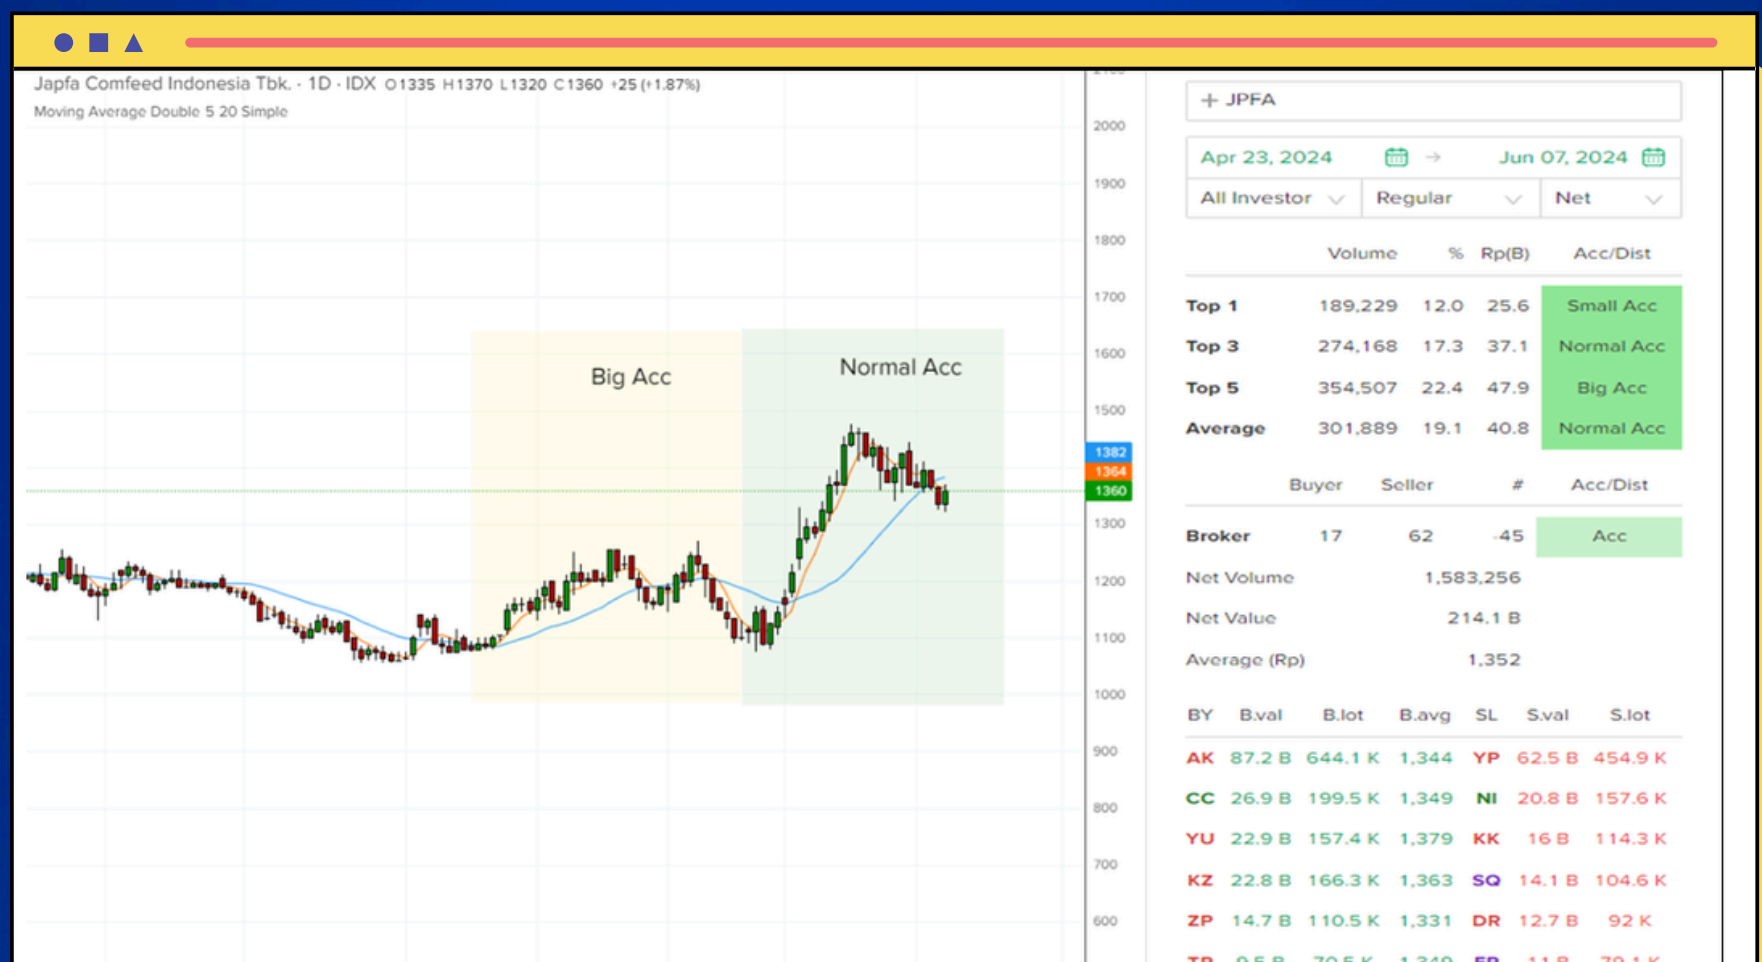 Japfa Comfeed Indonesia Tbk. · 1D · IDX O1335 H1370 L1320 C1360 +25 (+1.87%)
Moving Average Double 5 20 Simple
2000
1900
1800
1700
1600
1500
1382
1364
1360
1300
1200
1100
1000
900
800
700
600
Big Acc
Normal Acc
+ JPFA
Apr 23, 2024 → Jun 07, 2024
All Investor Regular Net
Volume % Rp(B) Acc/Dist
Top 1 189,229 12.0 25.6 Small Acc
Top 3 274,168 17.3 37.1 Normal Acc
Top 5 354,507 22.4 47.9 Big Acc
Average 301,889 19.1 40.8 Normal Acc
Buyer Seller # Acc/Dist
Broker 17 62 -45 Acc
Net Volume 1,583,256
Net Value 214.1 B
Average (Rp) 1,352
BY B.val B.lot B.avg SL S.val S.lot
AK 87.2 B 644.1 K 1,344 YP 62.5 B 454.9 K
CC 26.9 B 199.5 K 1,349 NI 20.8 B 157.6 K
YU 22.9 B 157.4 K 1,379 KK 16 B 114.3 K
KZ 22.8 B 166.3 K 1,363 SQ 14.1 B 104.6 K
ZP 14.7 B 110.5 K 1,331 DR 12.7 B 92 K